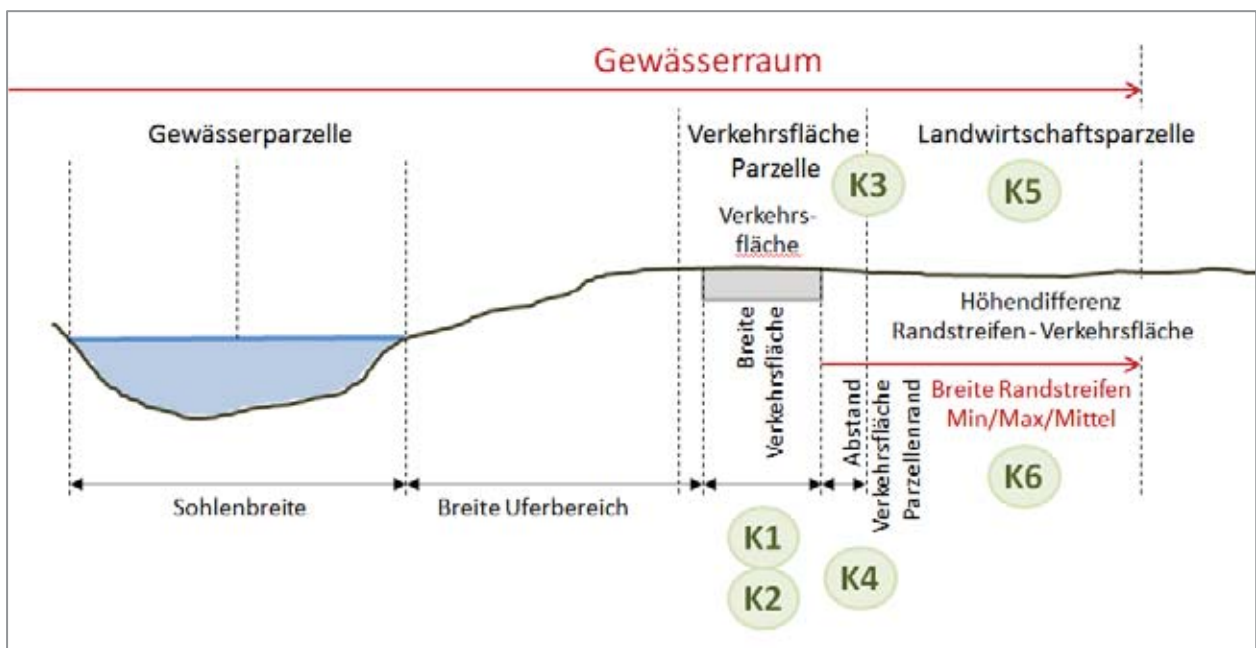 Gewässerraum
Gewässerparzelle
Verkehrsfläche
Parzelle
Landwirtschaftsparzelle
K3
K5
Verkehrs-
fläche
Höhendifferenz
Randstreifen - Verkehrsfläche
Breite
Verkehrsfläche
Abstand
Verkehrsfläche
Parzellenrand
Breite Randstreifen
Min/Max/Mittel
K6
Sohlenbreite
Breite Uferbereich
K1
K2
K4